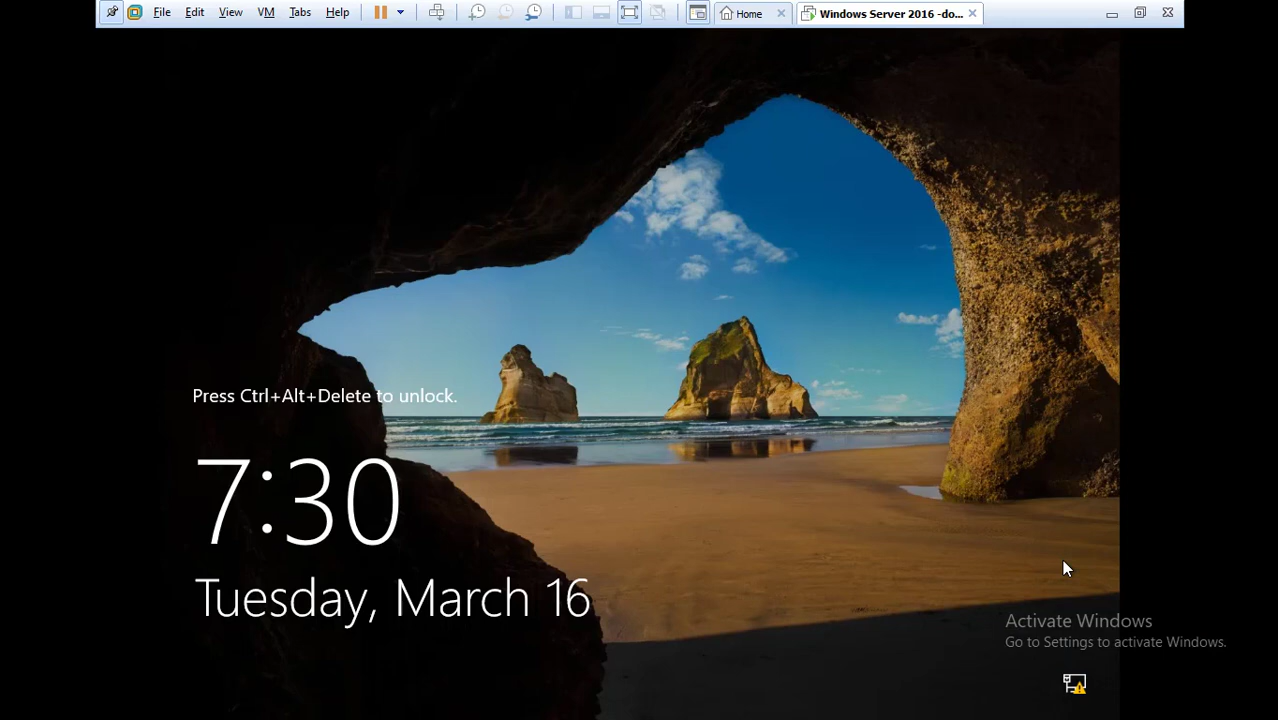 File Edit View VM Tabs Help Home Windows Server 2016 -do...
Press Ctrl+Alt+Delete to unlock.
7:30
Tuesday, March 16
Activate Windows
Go to Settings to activate Windows.